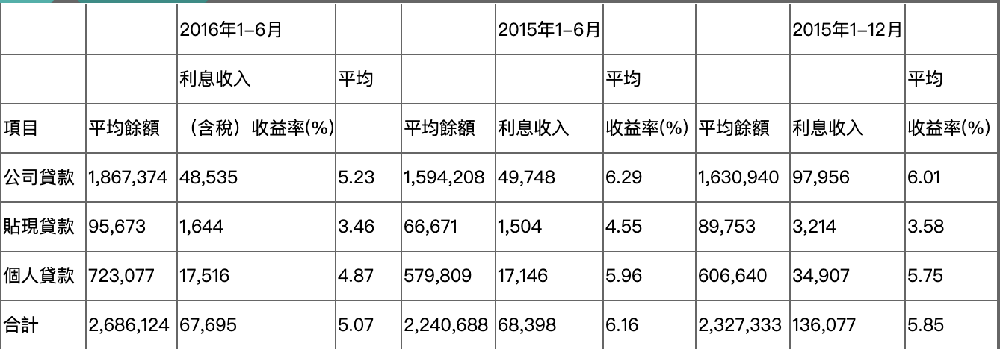 2016年1–6月 2015年1–6月 2015年1–12月
利息收入 平均 平均 平均
項目 平均餘額 （含稅）收益率(%) 平均餘額 利息收入 收益率(%) 平均餘額 利息收入 收益率(%)
公司貸款 1,867,374 48,535 5.23 1,594,208 49,748 6.29 1,630,940 97,956 6.01
貼現貸款 95,673 1,644 3.46 66,671 1,504 4.55 89,753 3,214 3.58
個人貸款 723,077 17,516 4.87 579,809 17,146 5.96 606,640 34,907 5.75
合計 2,686,124 67,695 5.07 2,240,688 68,398 6.16 2,327,333 136,077 5.85